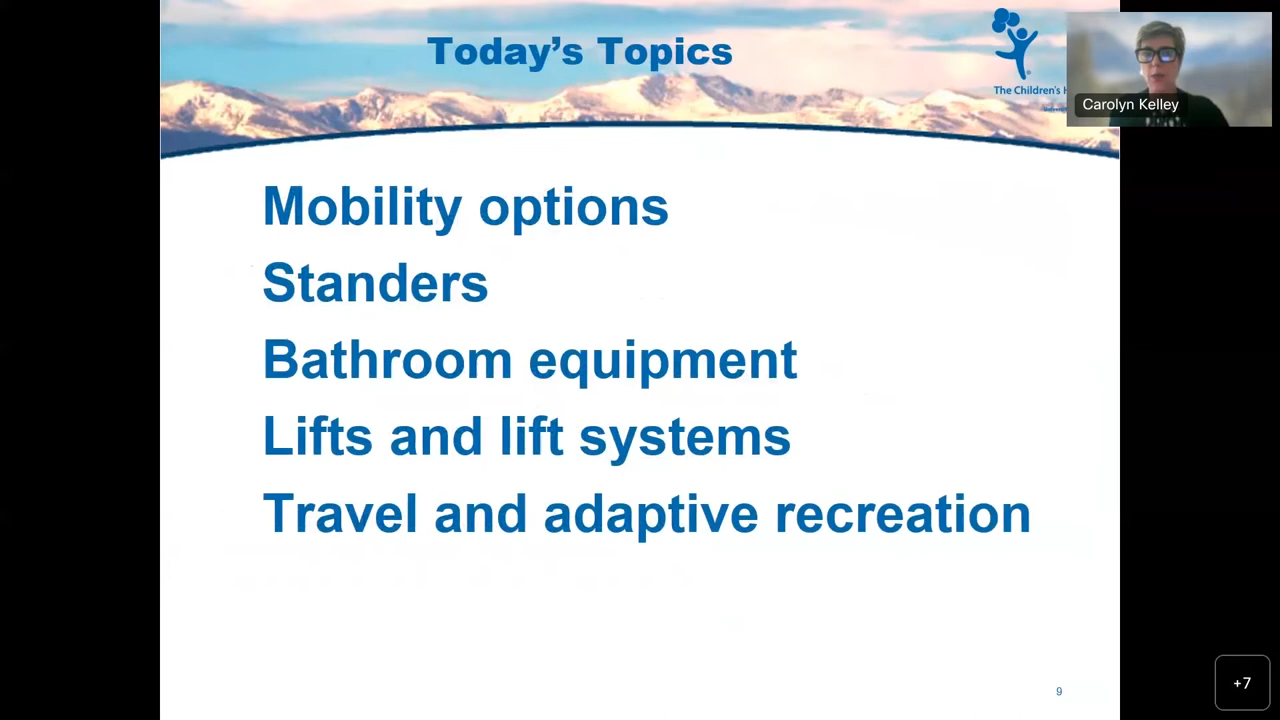 Today's Topics
The Children's
Carolyn Kelley
Mobility options
Standers
Bathroom equipment
Lifts and lift systems
Travel and adaptive recreation
9
+7